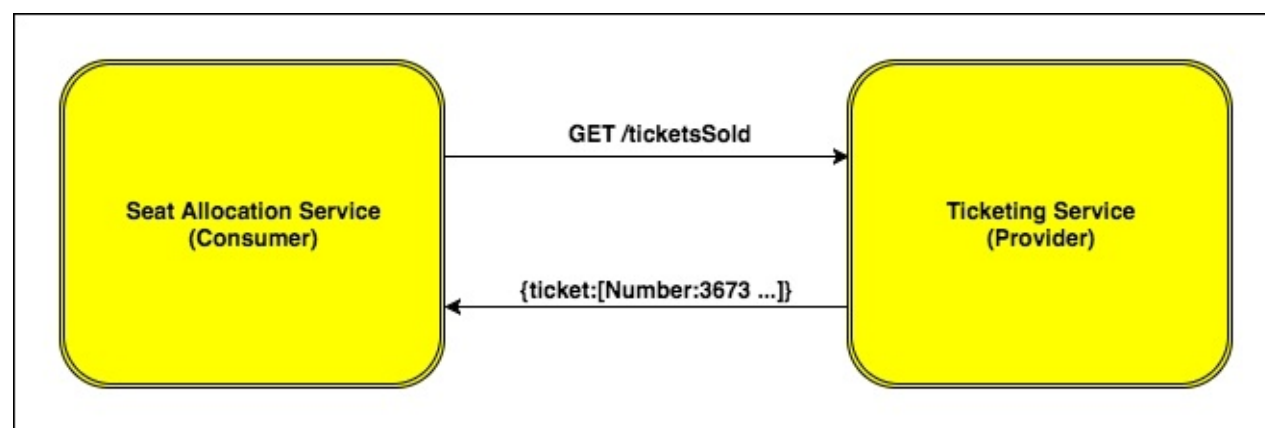 GET /ticketsSold
Seat Allocation Service
(Consumer)
Ticketing Service
(Provider)
{ticket:[Number:3673 ...]}